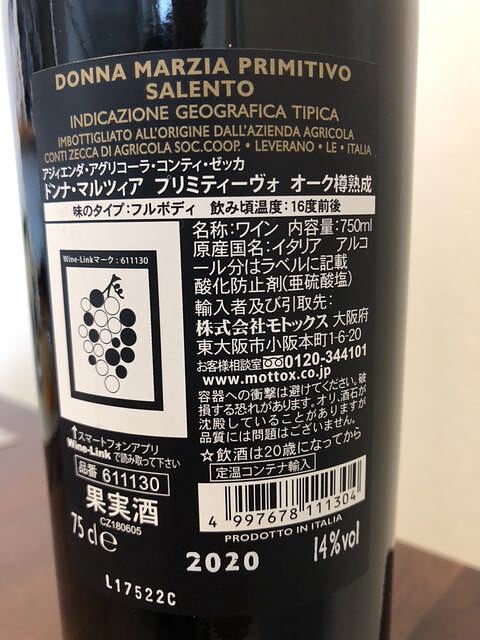 DONNA MARZIA PRIMITIVO
SALENTO
INDICAZIONE GEOGRAFICA TIPICA
IMBOTTIGLIATO ALL'ORIGINE DALL'AZIENDA AGRICOLA
CONTI ZECCA DI AGRICOLA SOC.COOP. • LEVERANO • LE • ITALIA
アジィエンダ・アグリコーラ・コンティ・ゼッカ
ドンナ・マルツィア プリミティーヴォ オーク樽熟成
味のタイプ：フルボディ 飲み頃温度：16度前後
Wine-Linkマーク：611130
↑スマートフォンアプリ
Wine-Linkで読み取って下さい
品番 611130
果実酒
CZ180605
75 cl e
名称：ワイン 内容量：750ml
原産国名：イタリア アルコ
ール分はラベルに記載
酸化防止剤(亜硫酸塩)
輸入者及び引取先：
株式会社モトックス 大阪府
東大阪市小阪本町1-6-20
お客様相談室 0120-344101
www.mottox.co.jp
容器への衝撃は避けてください。破
損する恐れがあります。オリ、酒石が
沈殿していることがありますが
品質には問題はございません。
☆飲酒は20歳になってから
定温コンテナ輸入
4 997678 111304
PRODOTTO IN ITALIA
2020
14%vol
L17522C